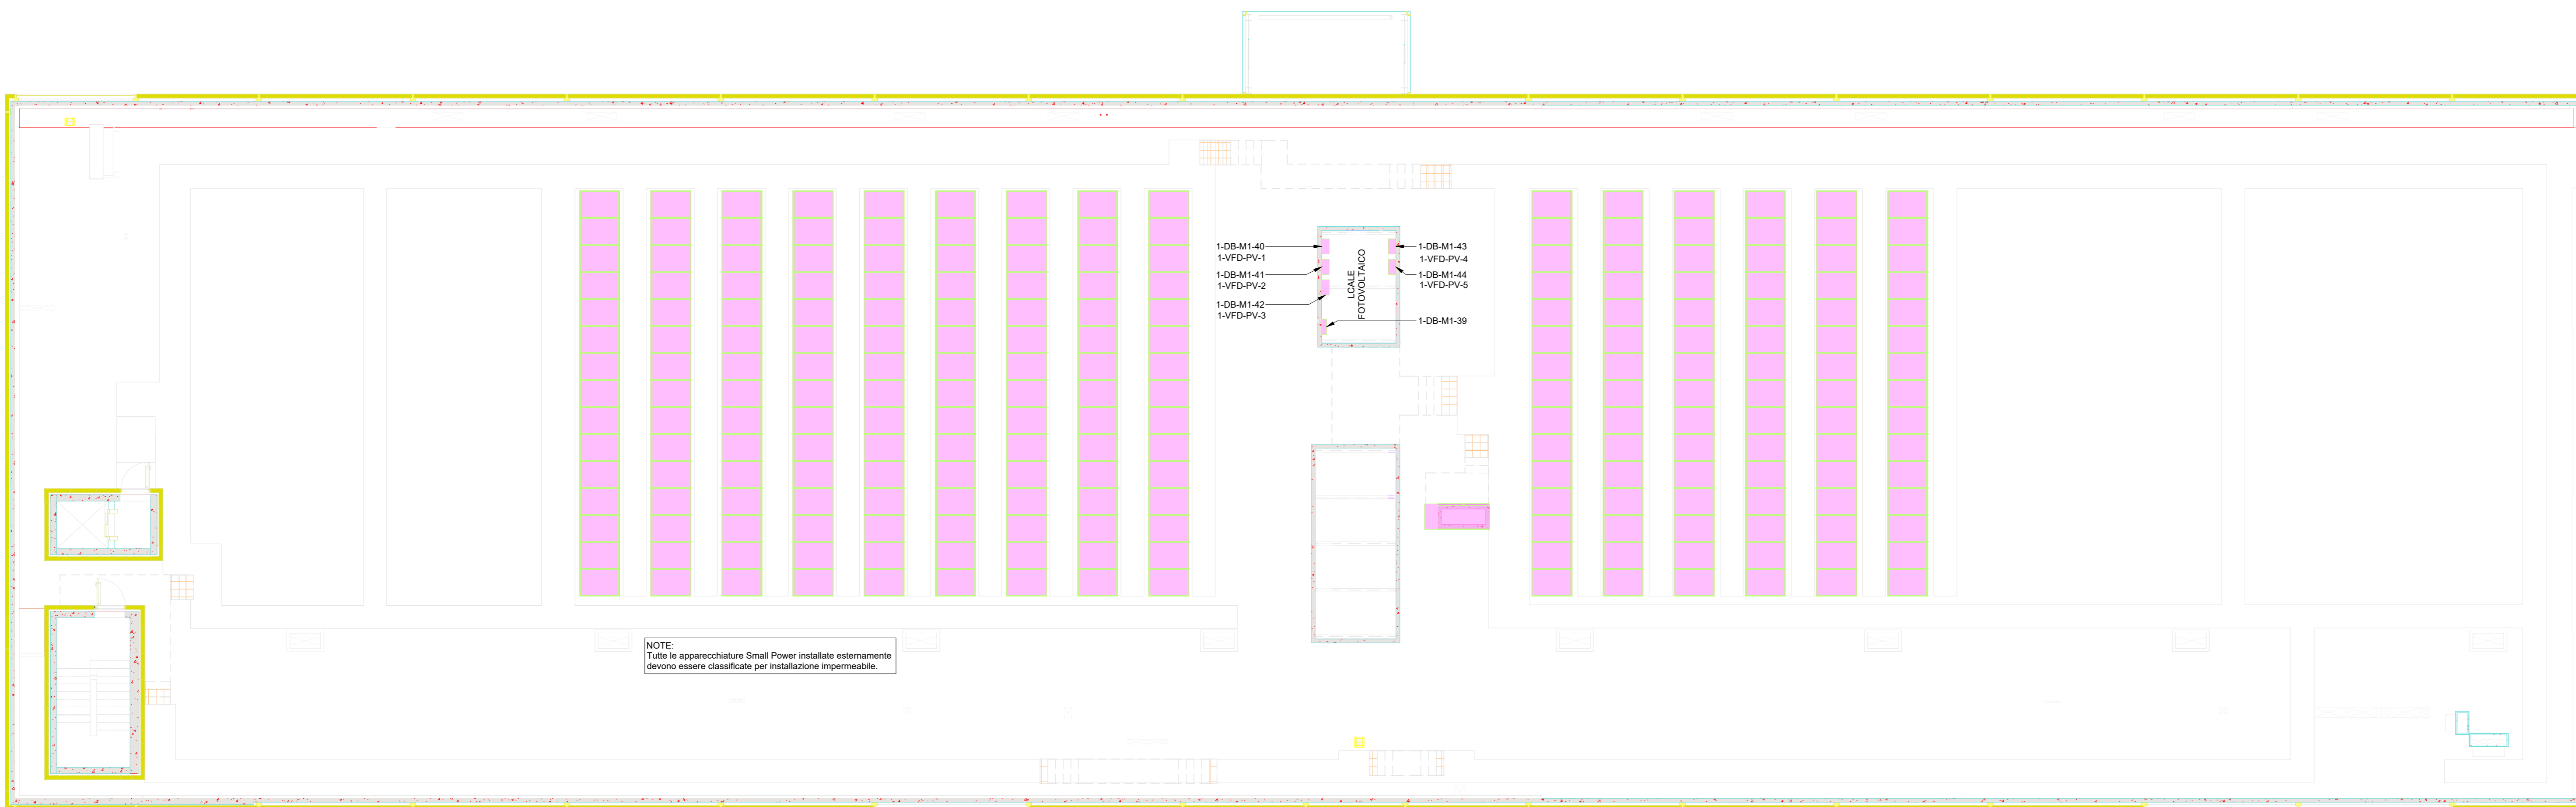 1-DB-M1-40
1-VFD-PV-1
1-DB-M1-41
1-VFD-PV-2
1-DB-M1-42
1-VFD-PV-3
LCALE
FOTOVOLTAICO
1-DB-M1-43
1-VFD-PV-4
1-DB-M1-44
1-VFD-PV-5
1-DB-M1-39
NOTE:
Tutte le apparecchiature Small Power installate esternamente
devono essere classificate per installazione impermeabile.